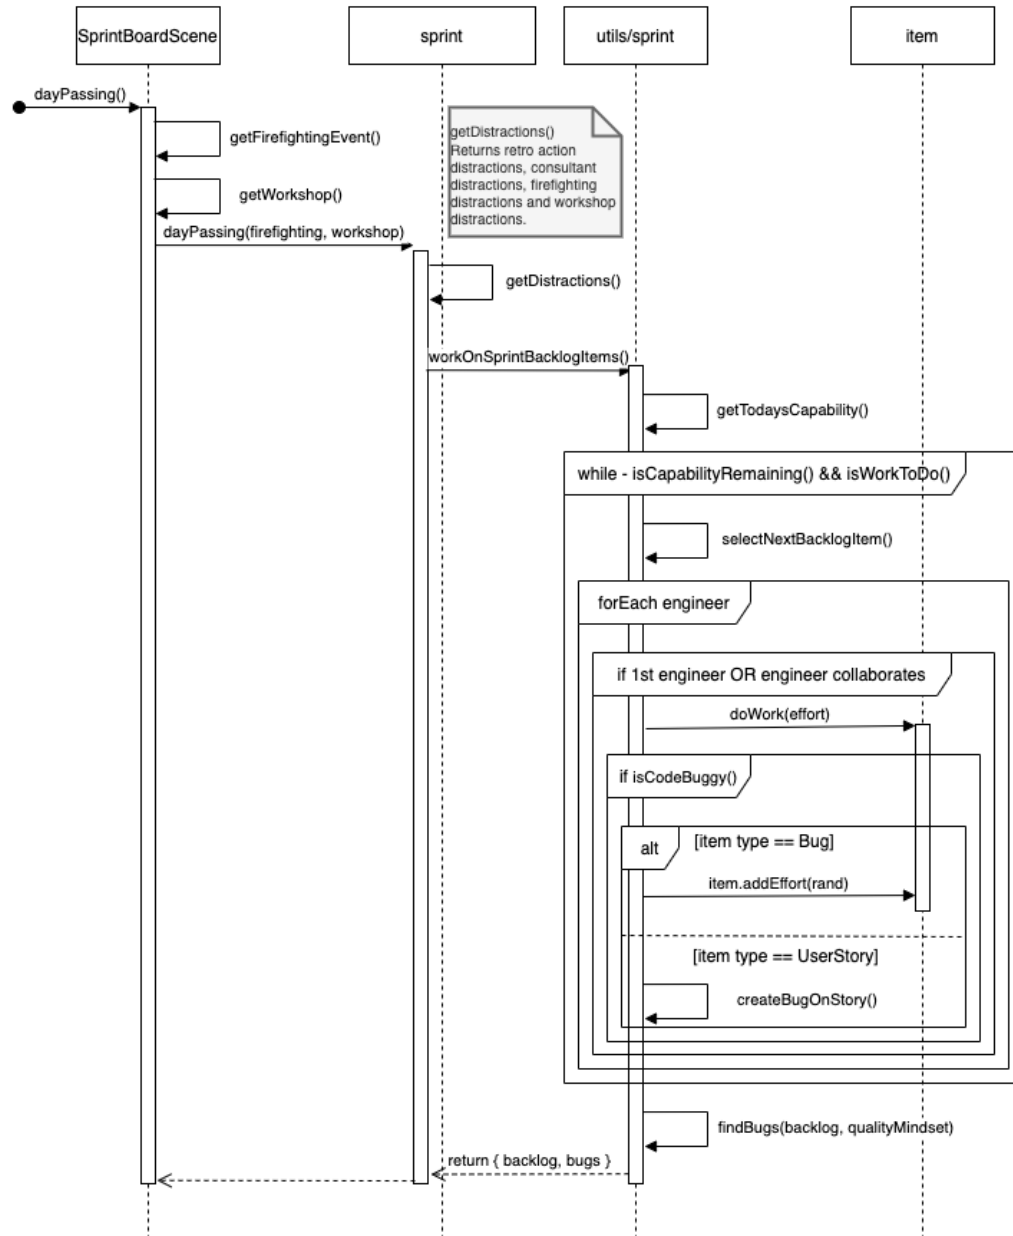 SprintBoardScene
sprint
utils/sprint
item
dayPassing()
getFirefightingEvent()
getDistractions()
Returns retro action
distractions, consultant
distractions, firefighting
distractions and workshop
distractions.
getWorkshop()
dayPassing(firefighting, workshop)
getDistractions()
workOnSprintBacklogItems()
getTodaysCapability()
while - isCapabilityRemaining() && isWorkToDo()
selectNextBacklogItem()
forEach engineer
if 1st engineer OR engineer collaborates
doWork(effort)
if isCodeBuggy()
alt
[item type == Bug]
item.addEffort(rand)
[item type == UserStory]
createBugOnStory()
findBugs(backlog, qualityMindset)
return { backlog, bugs }